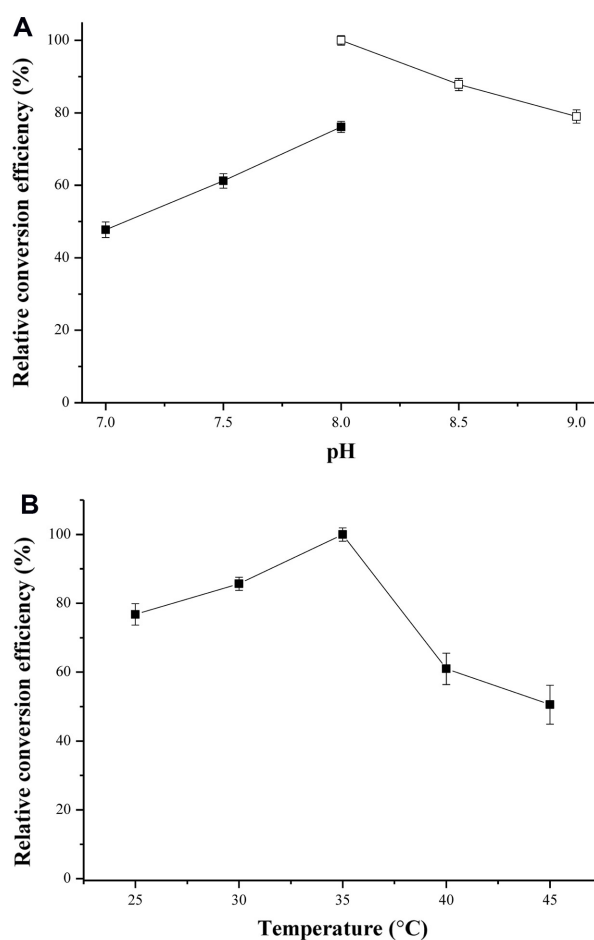 A
Relative conversion efficiency (%)
100
80
60
40
20
0
7.0 7.5 8.0 8.5 9.0
pH
B
Relative conversion efficiency (%)
100
80
60
40
20
0
25 30 35 40 45
Temperature (°C)